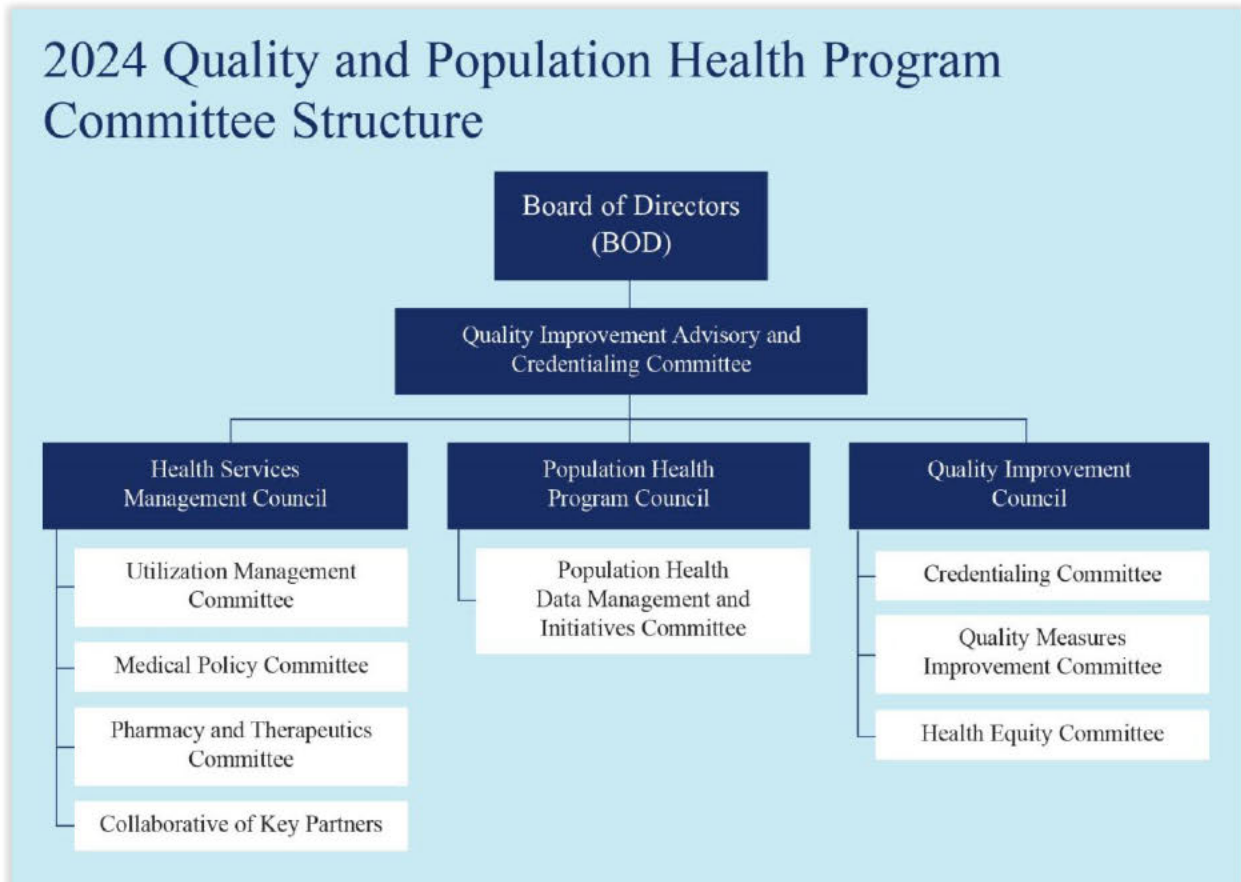 2024 Quality and Population Health Program
Committee Structure
Board of Directors
(BOD)
Quality Improvement Advisory and
Credentialing Committee
Health Services
Management Council
Utilization Management
Committee
Medical Policy Committee
Pharmacy and Therapeutics
Committee
Collaborative of Key Partners
Population Health
Program Council
Population Health
Data Management and
Initiatives Committee
Quality Improvement
Council
Credentialing Committee
Quality Measures
Improvement Committee
Health Equity Committee